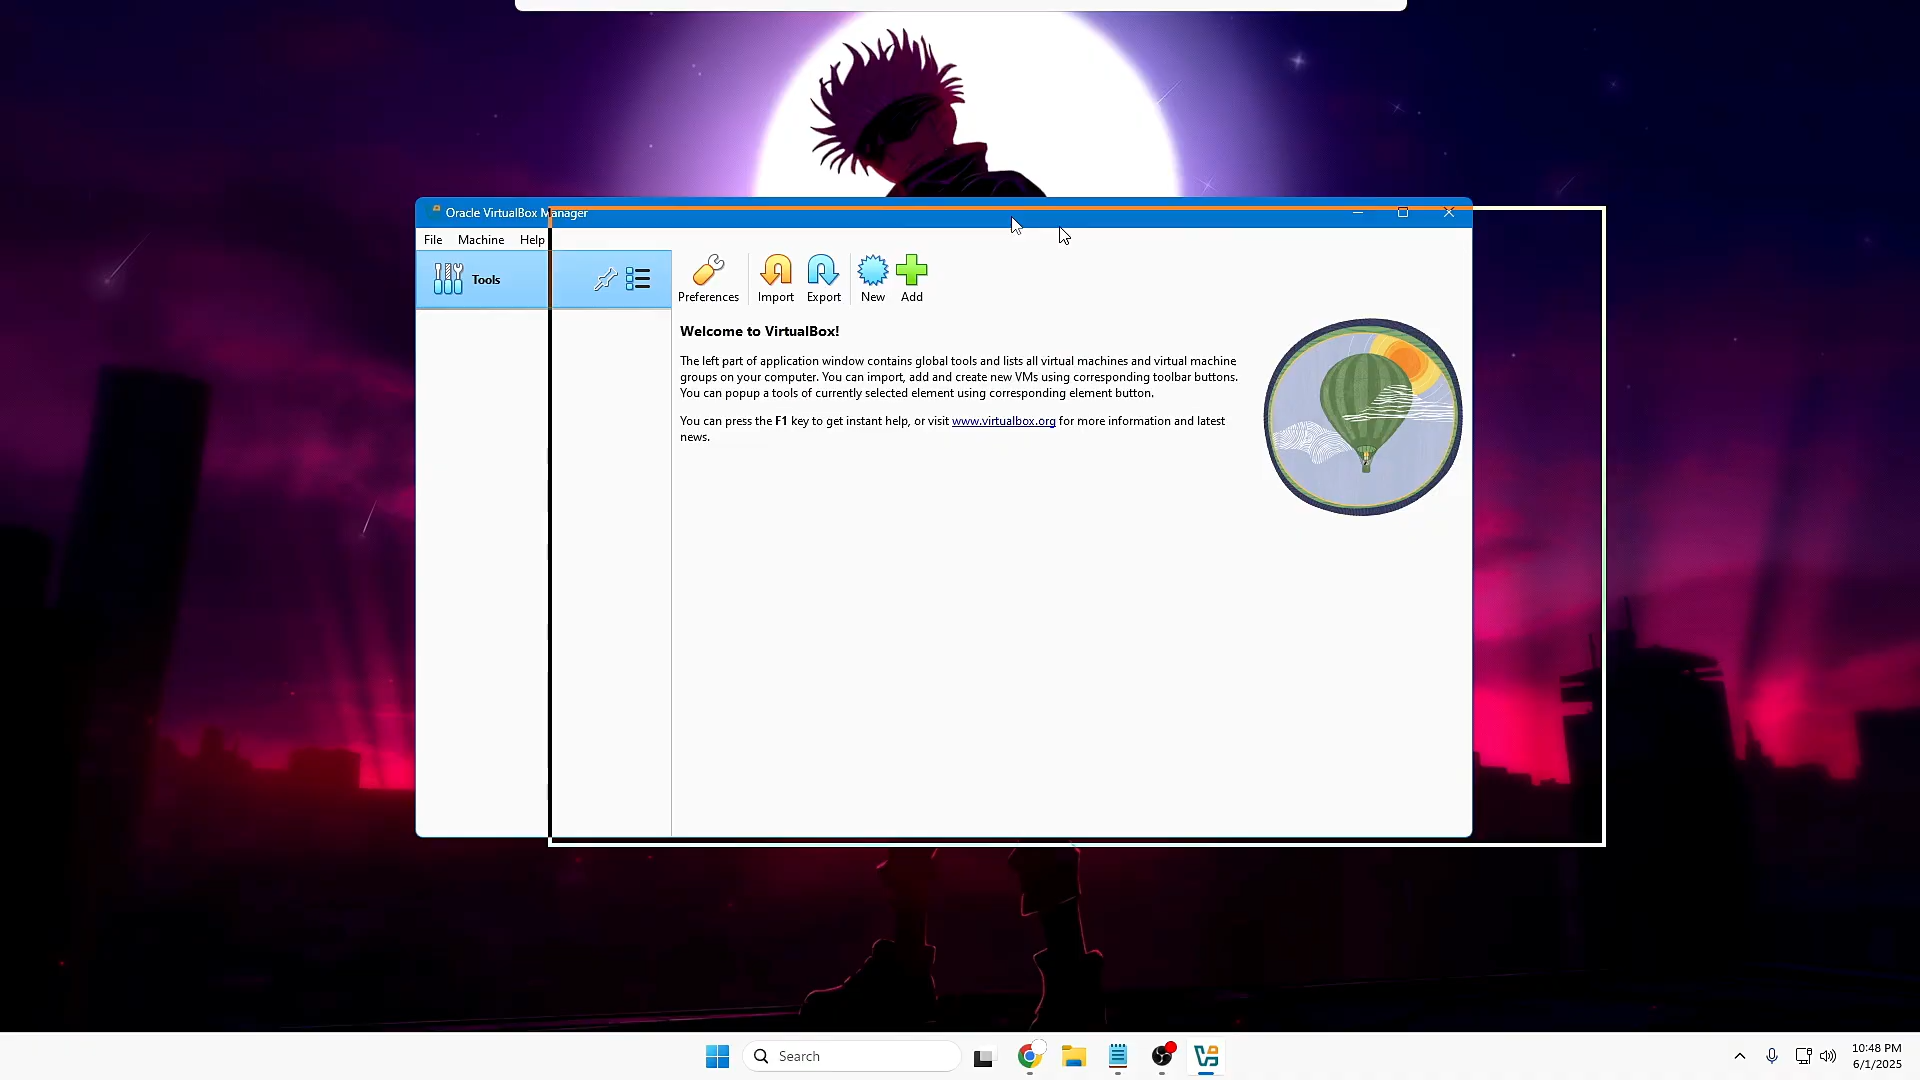 Oracle VirtualBox Manager
File Machine Help
Tools
Preferences Import Export New Add
Welcome to VirtualBox!
The left part of application window contains global tools and lists all virtual machines and virtual machine
groups on your computer. You can import, add and create new VMs using corresponding toolbar buttons.
You can popup a tools of currently selected element using corresponding element button.
You can press the F1 key to get instant help, or visit www.virtualbox.org for more information and latest
news.
Search
10:48 PM
6/1/2025